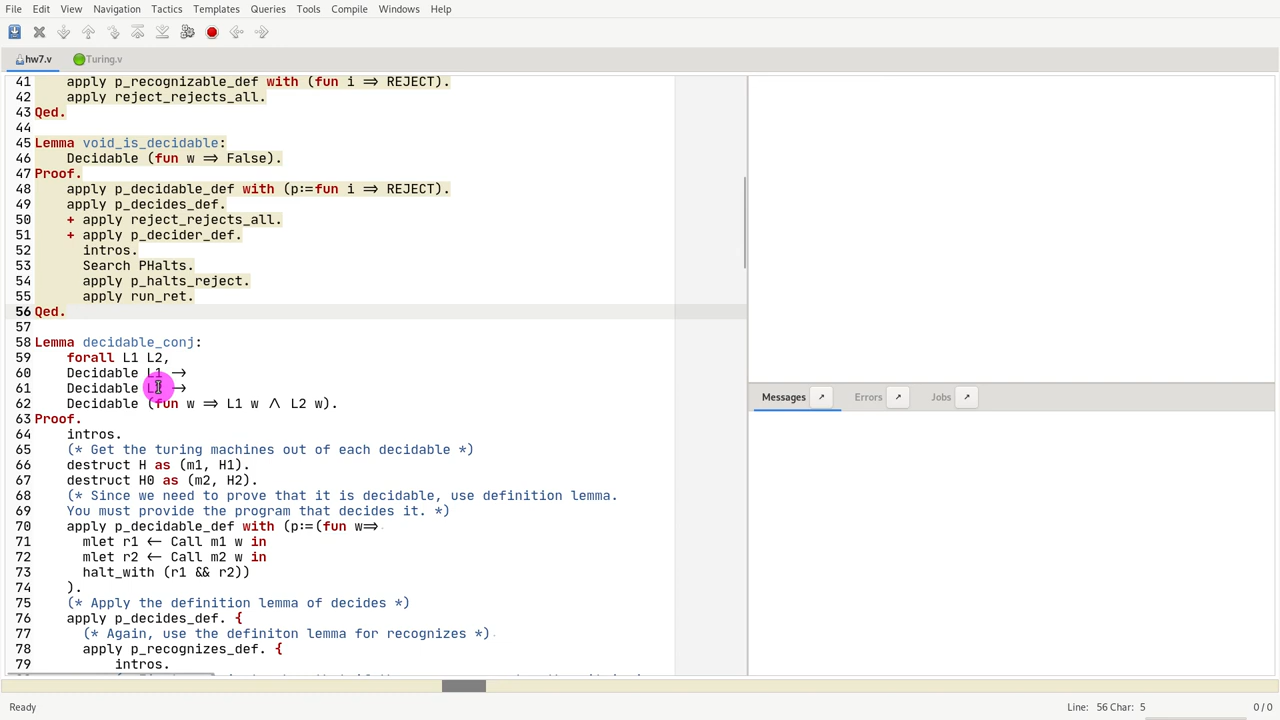 File Edit View Navigation Tactics Templates Queries Tools Compile Windows Help
hw7.v Turing.v
41 apply p_recognizable_def with (fun i ⇒ REJECT).
42 apply reject_rejects_all.
43 Qed.
44
45 Lemma void_is_decidable:
46 Decidable (fun w ⇒ False).
47 Proof.
48 apply p_decidable_def with (p:=fun i ⇒ REJECT).
49 apply p_decides_def.
50 + apply reject_rejects_all.
51 + apply p_decider_def.
52 intros.
53 Search PHalts.
54 apply p_halts_reject.
55 apply run_ret.
56 Qed.
57
58 Lemma decidable_conj:
59 forall L1 L2,
60 Decidable L1 →
61 Decidable L2 →
62 Decidable (fun w ⇒ L1 w ∧ L2 w).
63 Proof.
64 intros.
65 (* Get the turing machines out of each decidable *)
66 destruct H as (m1, H1).
67 destruct H0 as (m2, H2).
68 (* Since we need to prove that it is decidable, use definition lemma.
69 You must provide the program that decides it. *)
70 apply p_decidable_def with (p:=(fun w⇒
71 mlet r1 ← Call m1 w in
72 mlet r2 ← Call m2 w in
73 halt_with (r1 && r2))
74 ).
75 (* Apply the definition lemma of decides *)
76 apply p_decides_def. {
77 (* Again, use the definiton lemma for recognizes *)
78 apply p_recognizes_def. {
79 intros.
Messages Errors Jobs
Ready Line: 56 Char: 5 0 / 0